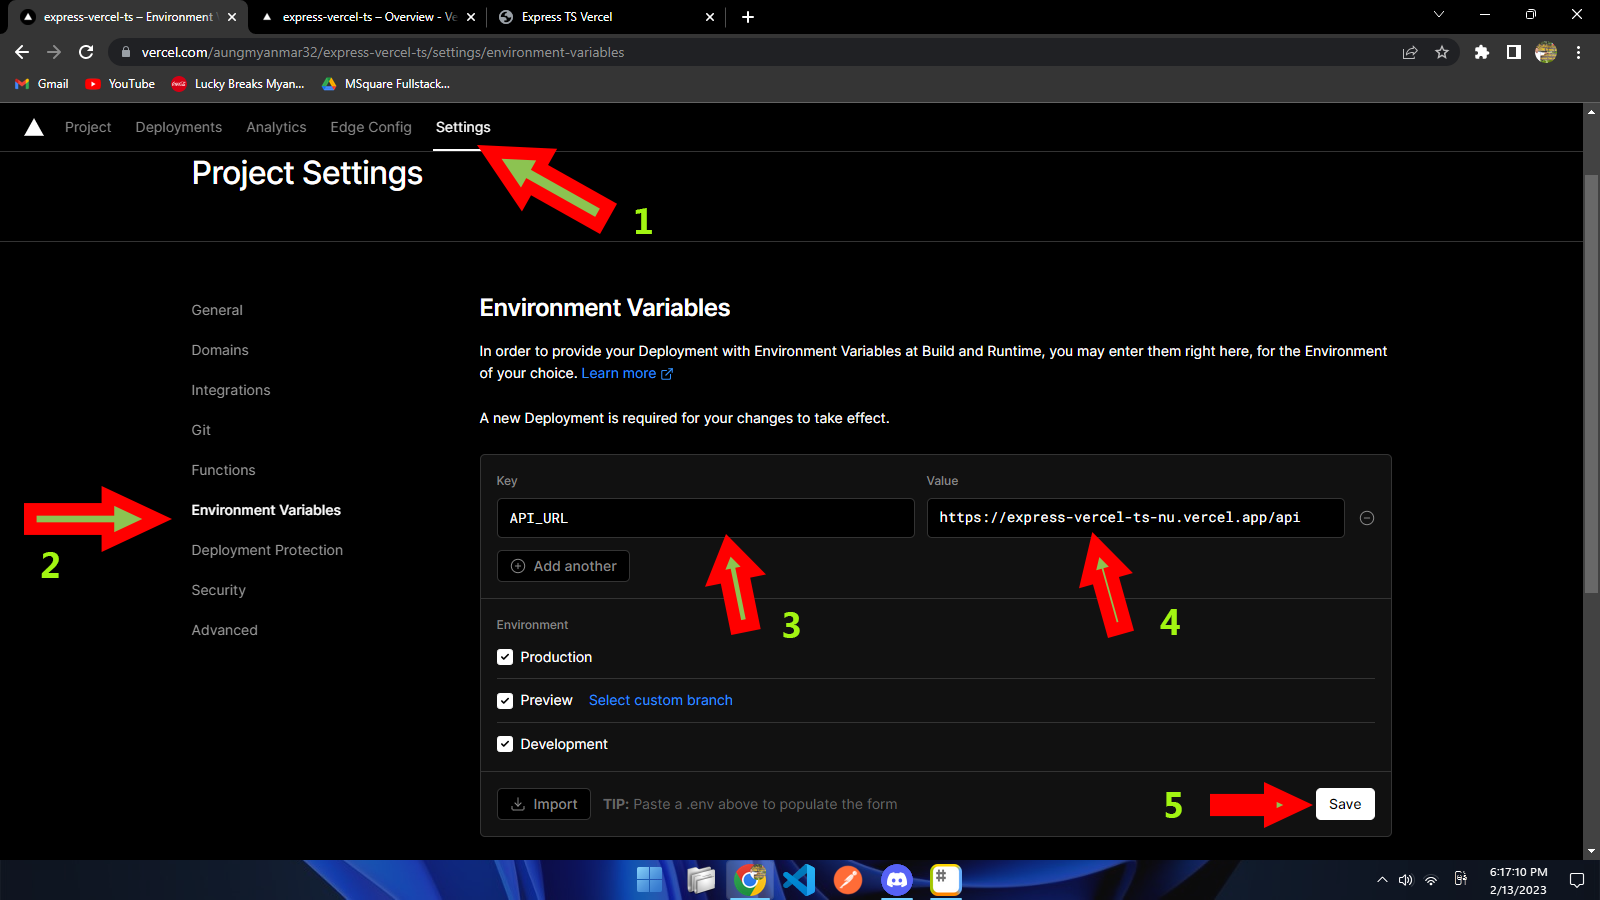 express-vercel-ts – Environment
express-vercel-ts – Overview - Ve
Express TS Vercel
vercel.com/aungmyanmar32/express-vercel-ts/settings/environment-variables
Gmail
YouTube
Lucky Breaks Myan...
MSquare Fullstack...
Project
Deployments
Analytics
Edge Config
Settings
Project Settings
1
General
Domains
Integrations
Git
Functions
Environment Variables
Deployment Protection
Security
Advanced
2
Environment Variables
In order to provide your Deployment with Environment Variables at Build and Runtime, you may enter them right here, for the Environment
of your choice. Learn more
A new Deployment is required for your changes to take effect.
Key
Value
API_URL
https://express-vercel-ts-nu.vercel.app/api
Add another
3
4
Environment
Production
Preview Select custom branch
Development
Import
TIP: Paste a .env above to populate the form
5
Save
6:17:10 PM
2/13/2023